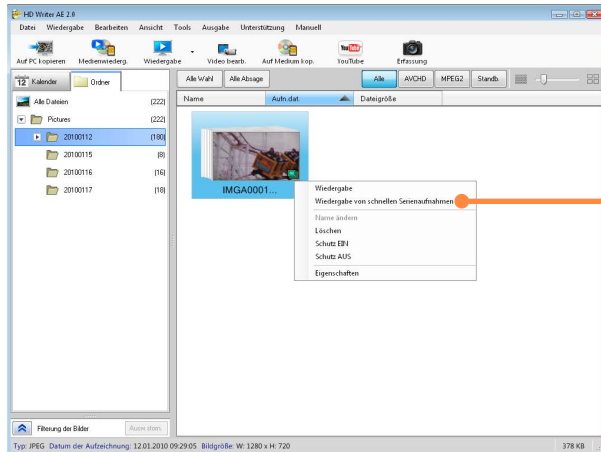 HD Writer AE 2.0
Datei Wiedergabe Bearbeiten Ansicht Tools Ausgabe Unterstützung Manuell
Auf PC kopieren Medienwiederg. Wiedergabe Video bearb. Auf Medium kop. YouTube Erfassung
12 Kalender Ordner
Alle Wahl Alle Absage Alle AVCHD MPEG2 Standb.
Name Aufn.dat. Dateigröße
Alle Dateien (222)
Pictures (222)
20100112 (180)
20100115 (8)
20100116 (16)
20100117 (18)
IMGA0001...
Wiedergabe
Wiedergabe von schnellen Serienaufnahmen
Name ändern
Löschen
Schutz EIN
Schutz AUS
Eigenschaften
Filterung der Bilder
Typ: JPEG Datum der Aufzeichnung: 12.01.2010 09:29:05 Bildgröße: W: 1280 x H: 720 378 KB